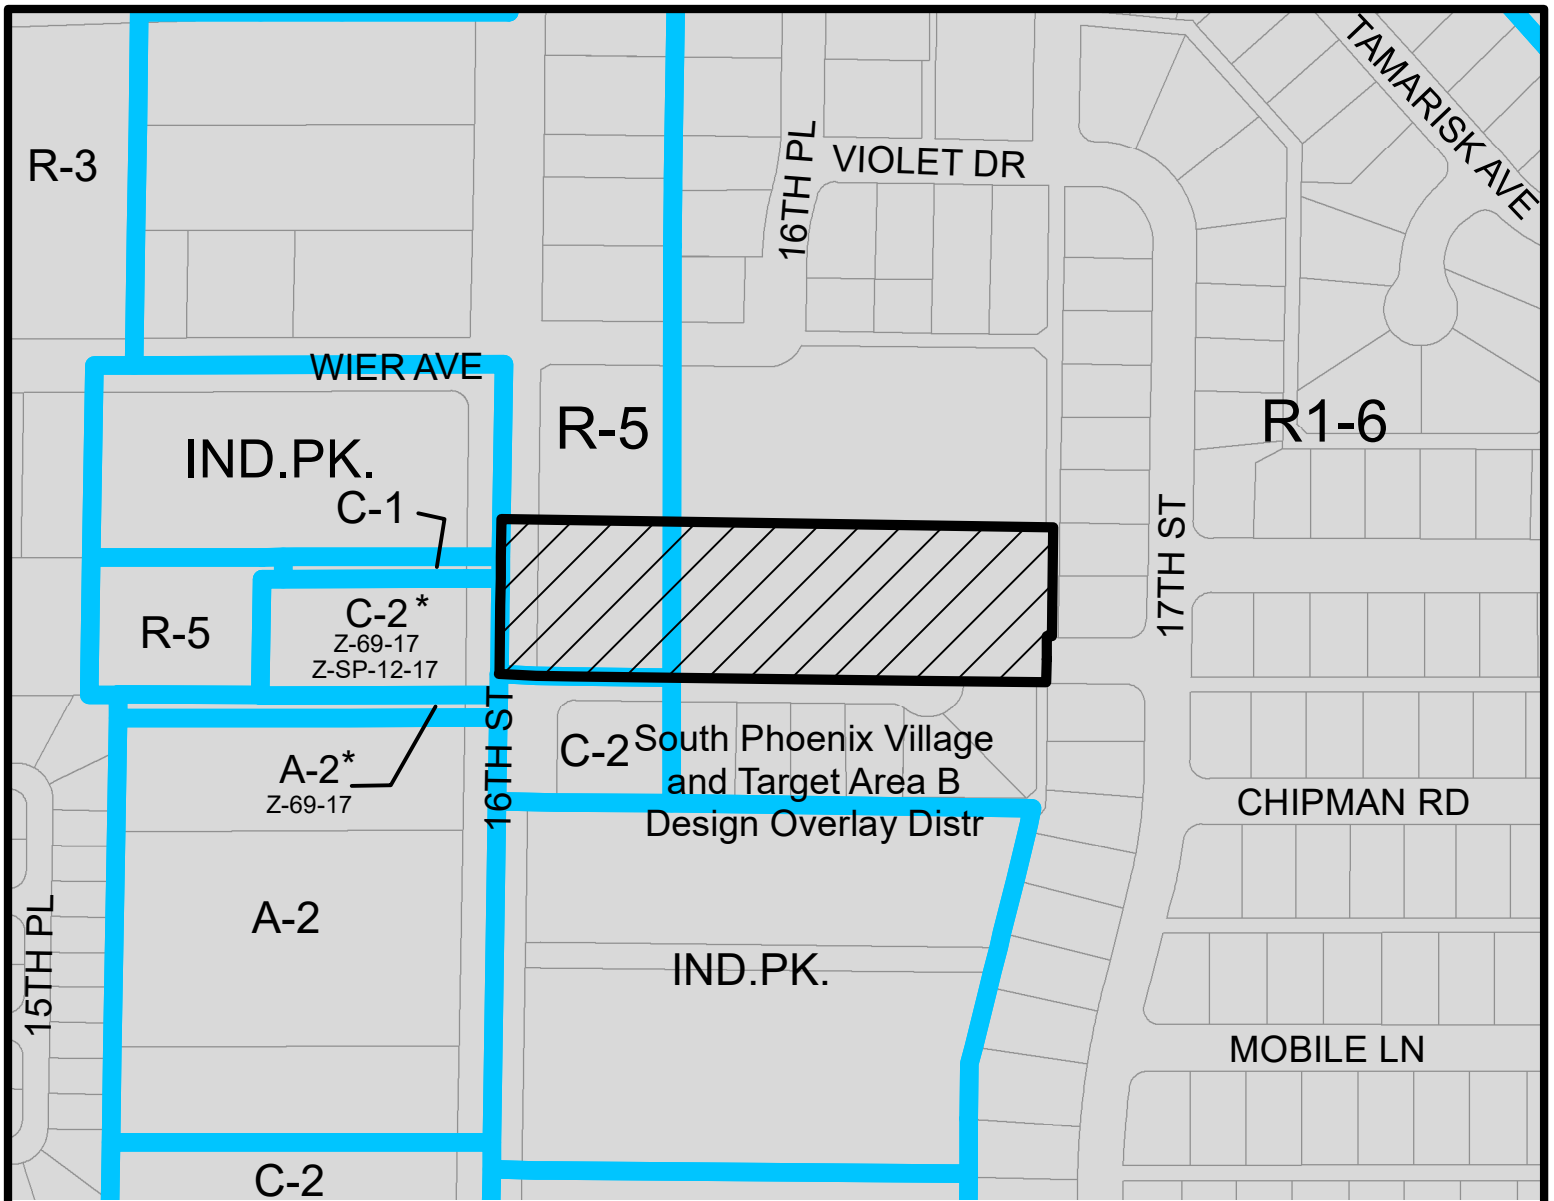 TAMARISK AVE
R-3
16TH PL
VIOLET DR
WIER AVE
R-5
R1-6
IND.PK.
C-1
17TH ST
C-2*
Z-69-17
Z-SP-12-17
R-5
16TH ST
C-2
South Phoenix Village
and Target Area B
Design Overlay Distr
A-2*
Z-69-17
CHIPMAN RD
A-2
15TH PL
IND.PK.
MOBILE LN
C-2